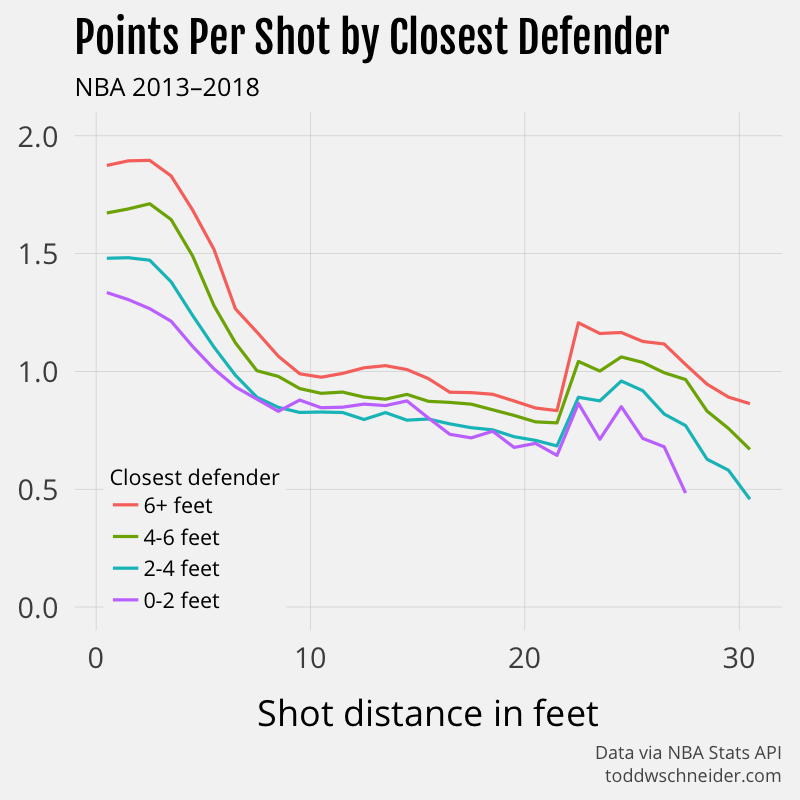 Points Per Shot by Closest Defender
NBA 2013–2018
2.0
1.5
1.0
0.5
0.0
Closest defender
6+ feet
4-6 feet
2-4 feet
0-2 feet
0 10 20 30
Shot distance in feet
Data via NBA Stats API
toddwschneider.com